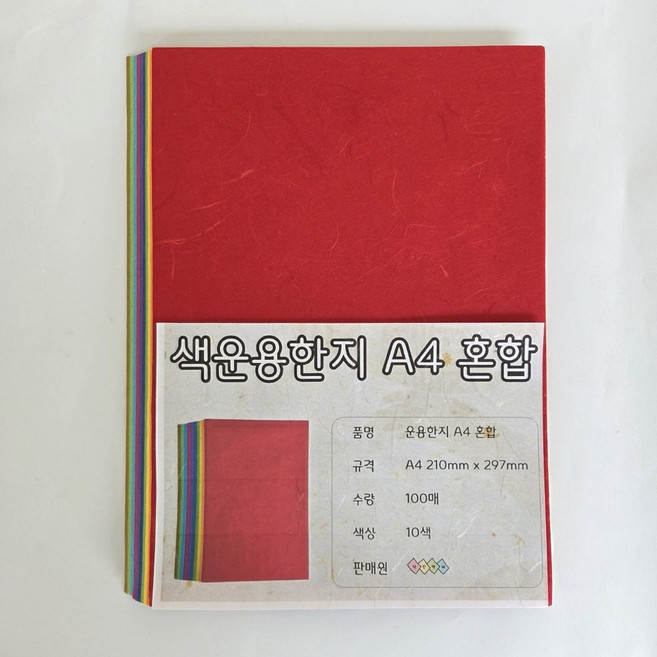 색운용한지 A4 혼합
품명 운용한지 A4 혼합
규격 A4 210mm x 297mm
수량 100매
색상 10색
판매원